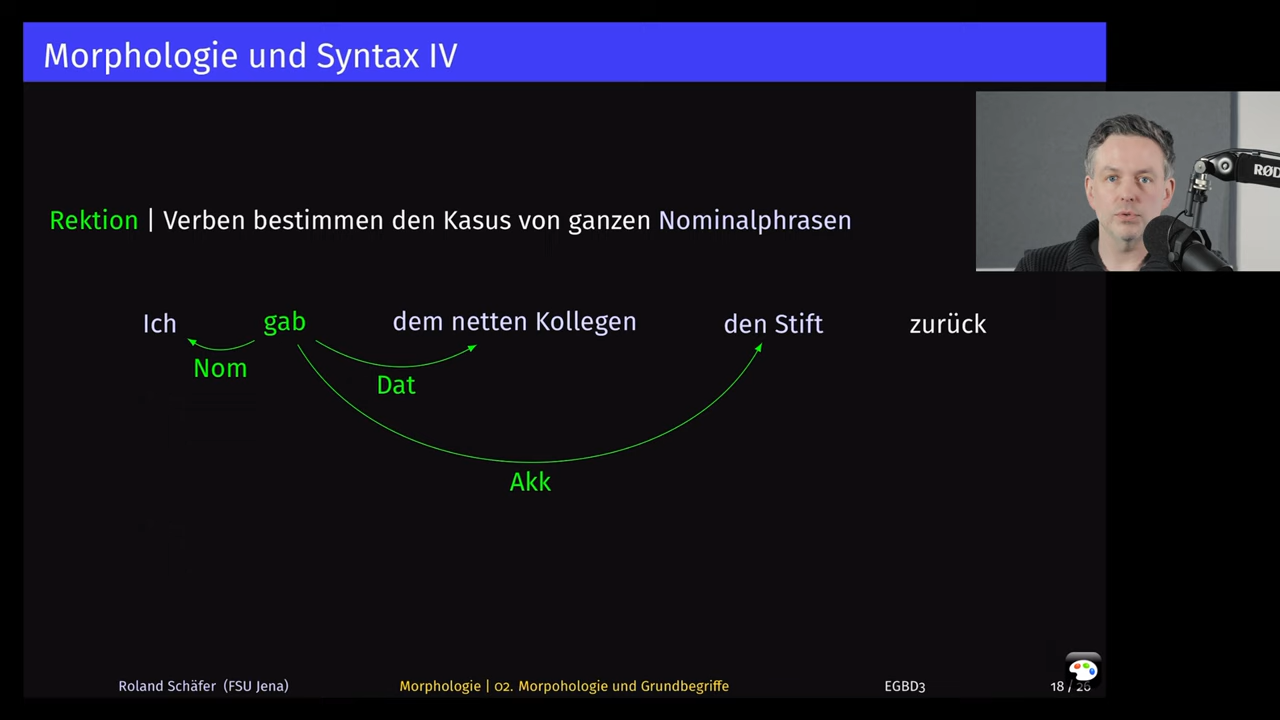 Morphologie und Syntax IV
RØD
Rektion | Verben bestimmen den Kasus von ganzen Nominalphrasen
Ich gab dem netten Kollegen den Stift zurück
Nom
Dat
Akk
Roland Schäfer (FSU Jena) Morphologie | 02. Morpohologie und Grundbegriffe EGBD3 18 / 26